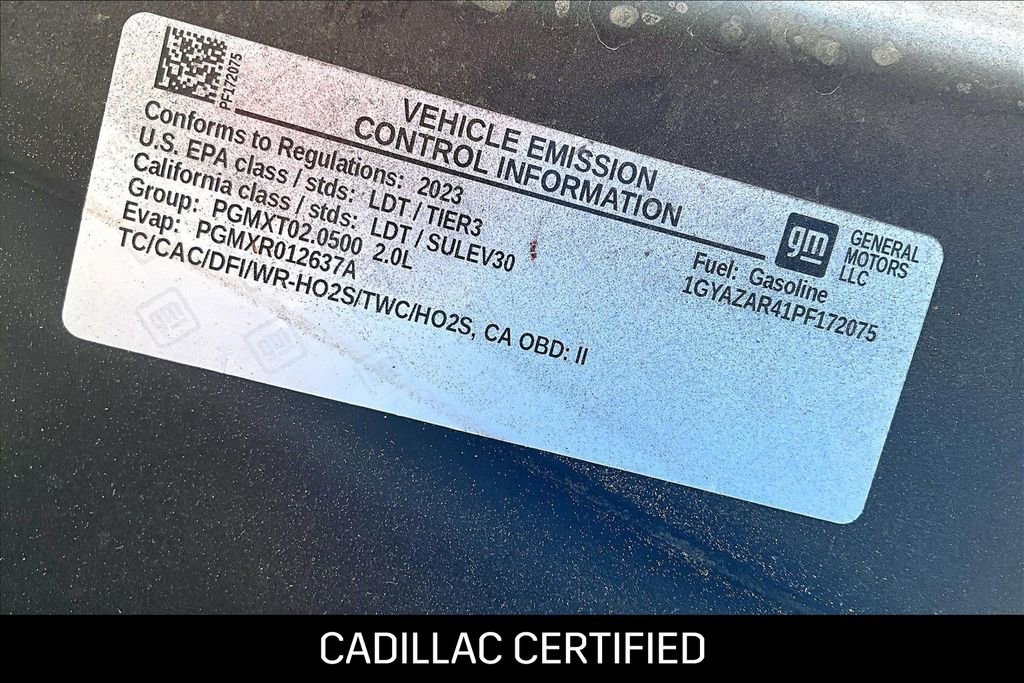 PF172075
VEHICLE EMISSION
CONTROL INFORMATION
Conforms to Regulations: 2023
U.S. EPA class / stds: LDT / TIER3
California class / stds: LDT / SULEV30
Group: PGMXT02.0500 2.0L
Evap: PGMXR012637A
TC/CAC/DFI/WR-HO2S/TWC/HO2S, CA OBD: II
gm
GENERAL
MOTORS
LLC
Fuel: Gasoline
1GYAZAR41PF172075
CADILLAC CERTIFIED